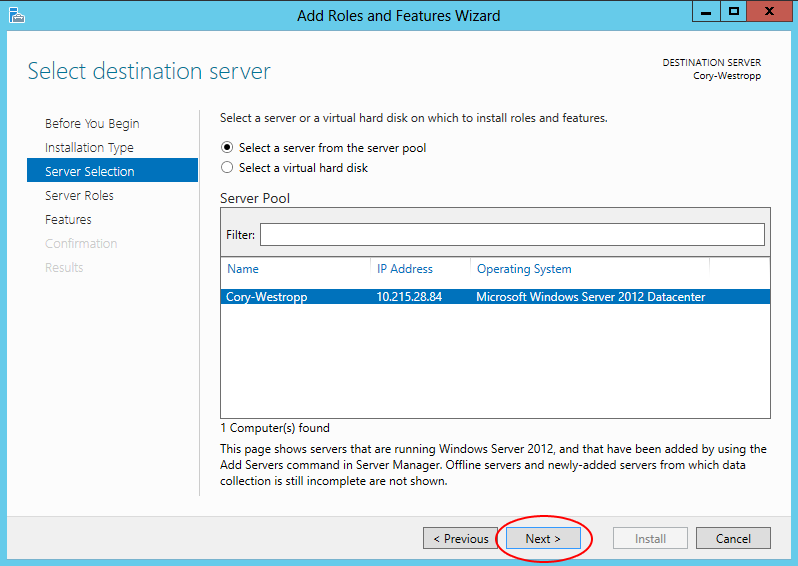 Add Roles and Features Wizard
Select destination server
DESTINATION SERVER
Cory-Westropp
Before You Begin
Installation Type
Server Selection
Server Roles
Features
Confirmation
Results
Select a server or a virtual hard disk on which to install roles and features.
Select a server from the server pool
Select a virtual hard disk
Server Pool
Filter:
Name IP Address Operating System
Cory-Westropp 10.215.28.84 Microsoft Windows Server 2012 Datacenter
1 Computer(s) found
This page shows servers that are running Windows Server 2012, and that have been added by using the
Add Servers command in Server Manager. Offline servers and newly-added servers from which data
collection is still incomplete are not shown.
< Previous Next > Install Cancel